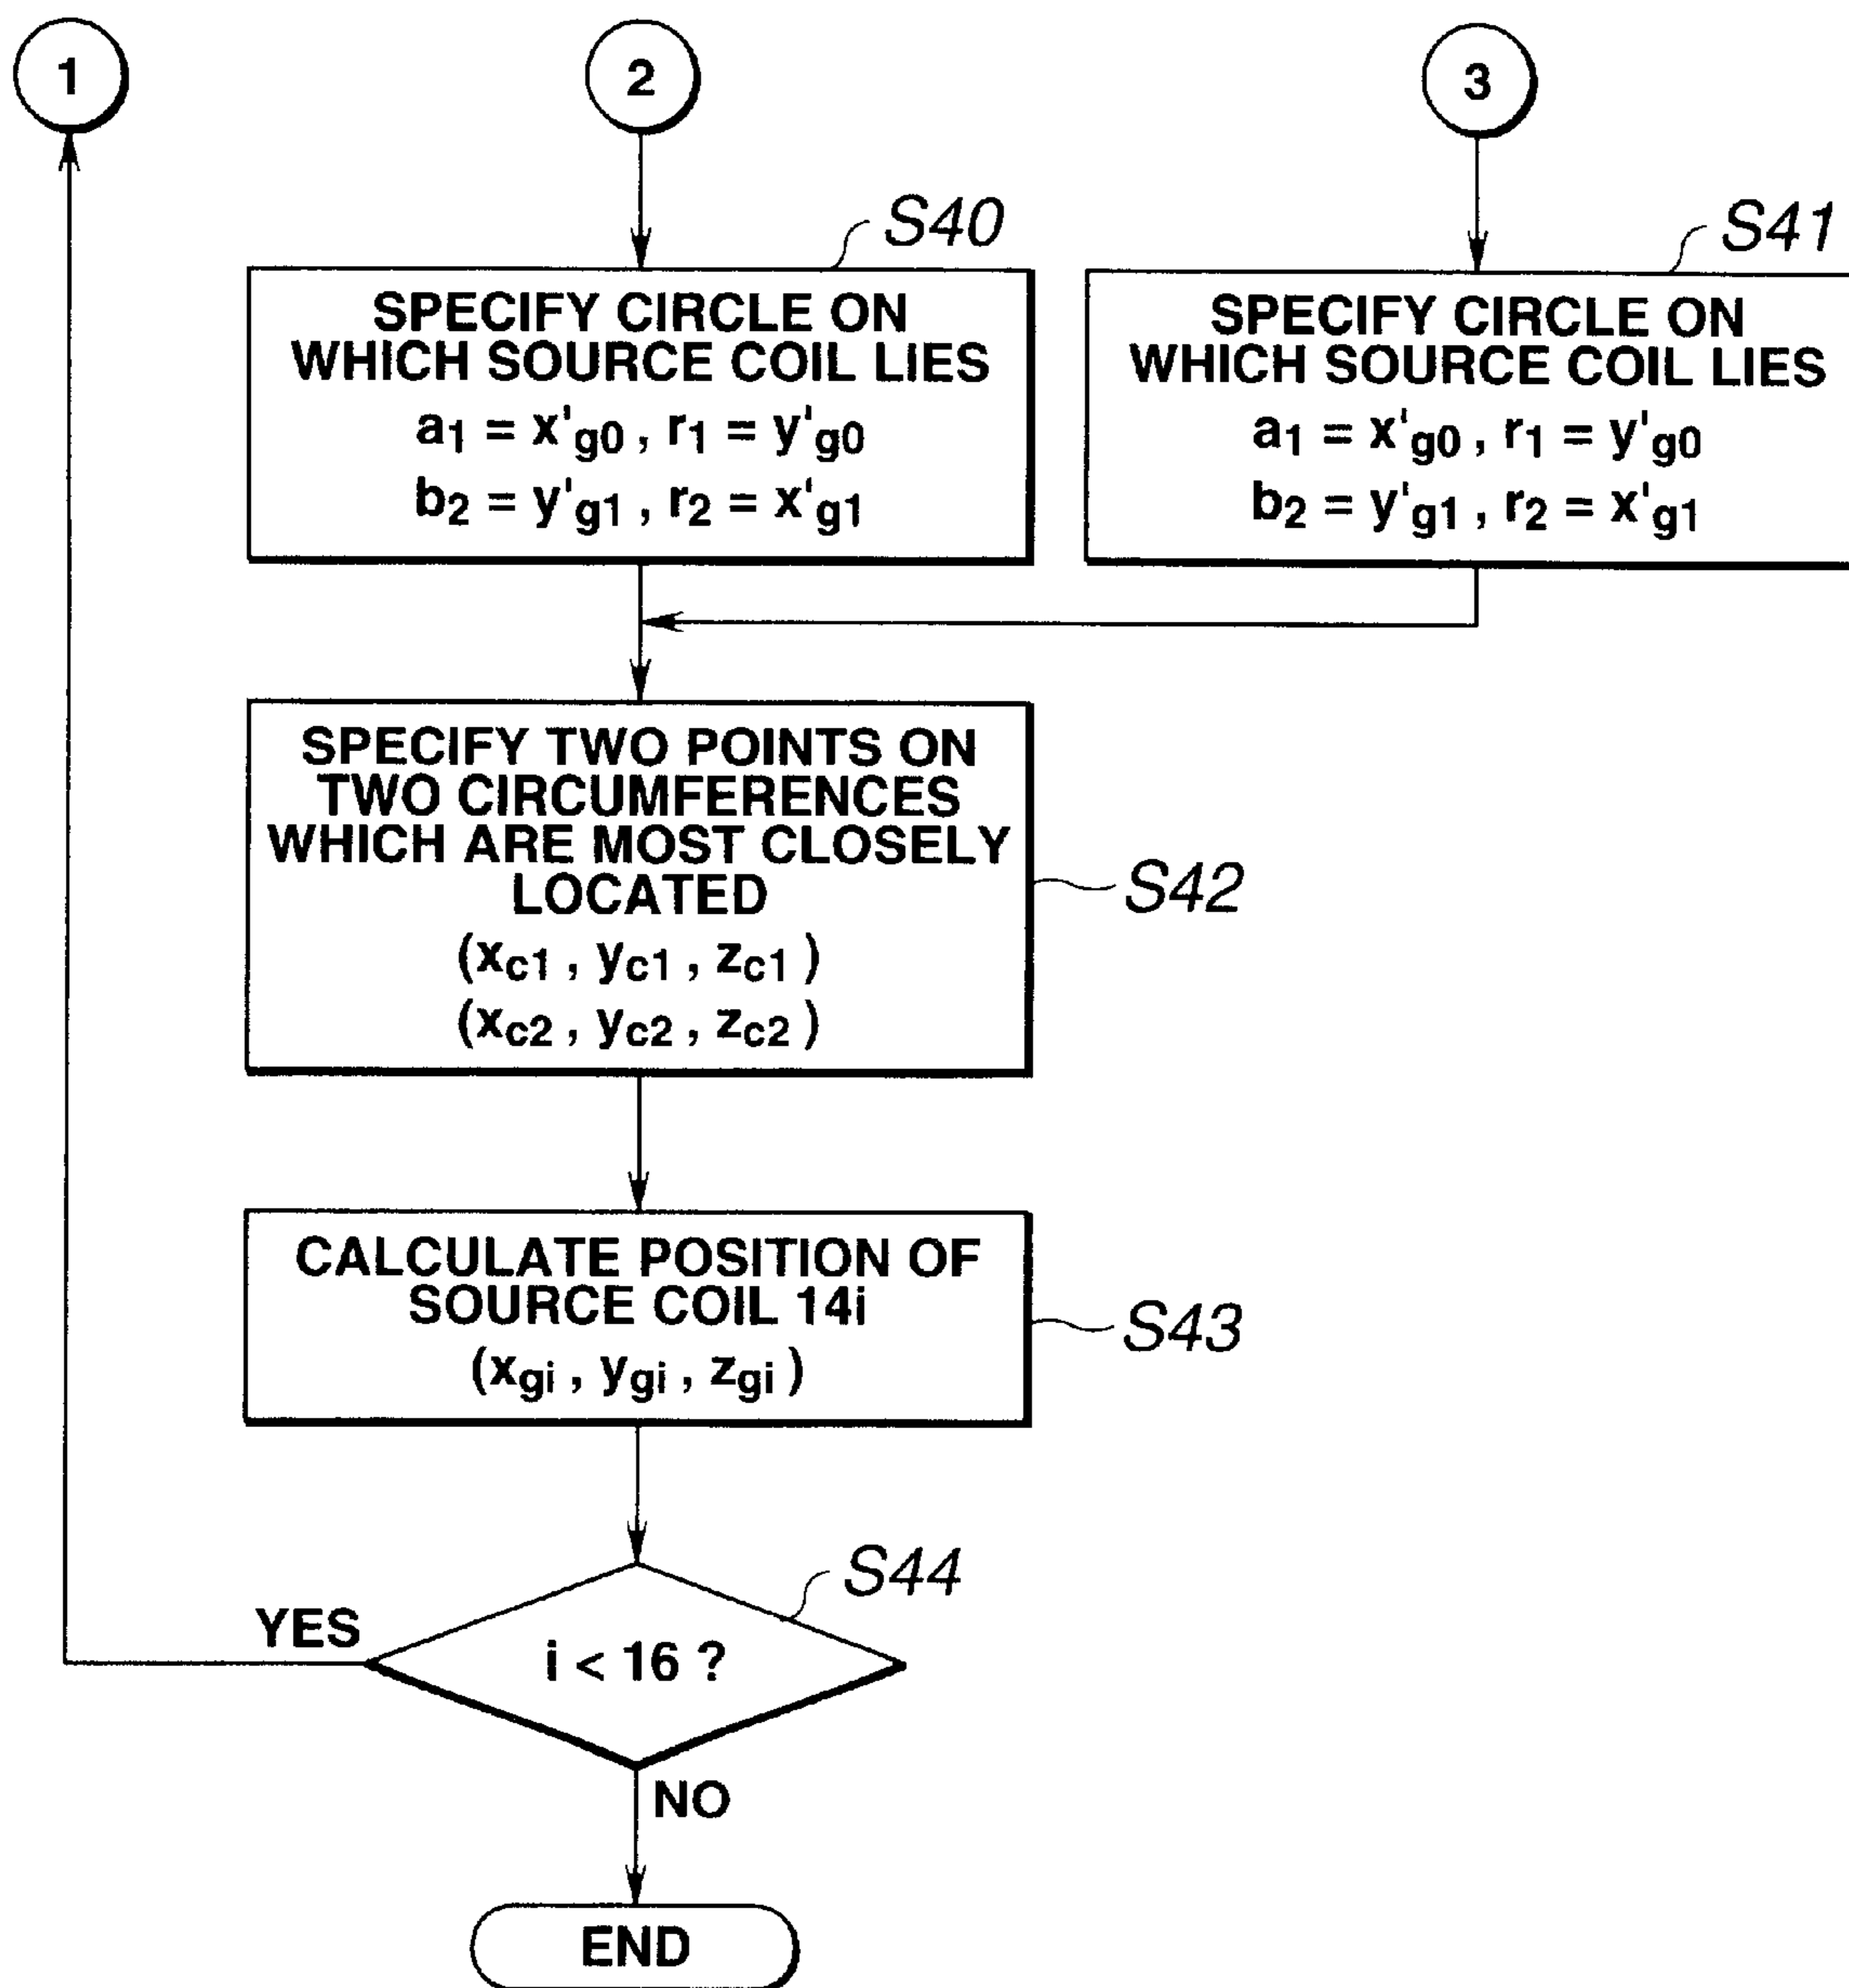 1
2
3
S40
SPECIFY CIRCLE ON
WHICH SOURCE COIL LIES
a1 = x'g0 , r1 = y'g0
b2 = y'g1 , r2 = x'g1
S41
SPECIFY CIRCLE ON
WHICH SOURCE COIL LIES
a1 = x'g0 , r1 = y'g0
b2 = y'g1 , r2 = x'g1
SPECIFY TWO POINTS ON
TWO CIRCUMFERENCES
WHICH ARE MOST CLOSELY
LOCATED
(xc1 , yc1 , zc1 )
(xc2 , yc2 , zc2 )
S42
CALCULATE POSITION OF
SOURCE COIL 14i
(xgi , ygi , zgi )
S43
S44
YES
i < 16 ?
NO
END